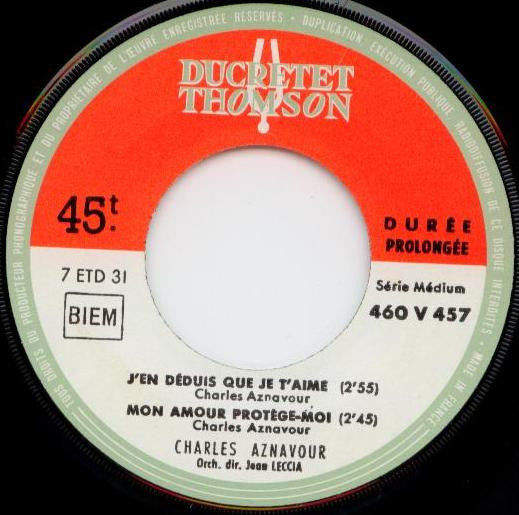 TOUS DROITS DU PRODUCTEUR PHONOGRAPHIQUE ET DU PROPRIÉTAIRE DE L'ŒUVRE ENREGISTRÉE RÉSERVÉS • DUPLICATION, EXÉCUTION PUBLIQUE, RADIODIFFUSION DE CE DISQUE INTERDITES • MADE IN FRANCE
DUCRETET
THOMSON
45t.
DURÉE
PROLONGÉE
7 ETD 31
BIEM
Série Médium
460 V 457
J'EN DÉDUIS QUE JE T'AIME (2'55)
Charles Aznavour
MON AMOUR PROTÈGE-MOI (2'45)
Charles Aznavour
CHARLES AZNAVOUR
Orch. dir. Jean LECCIA